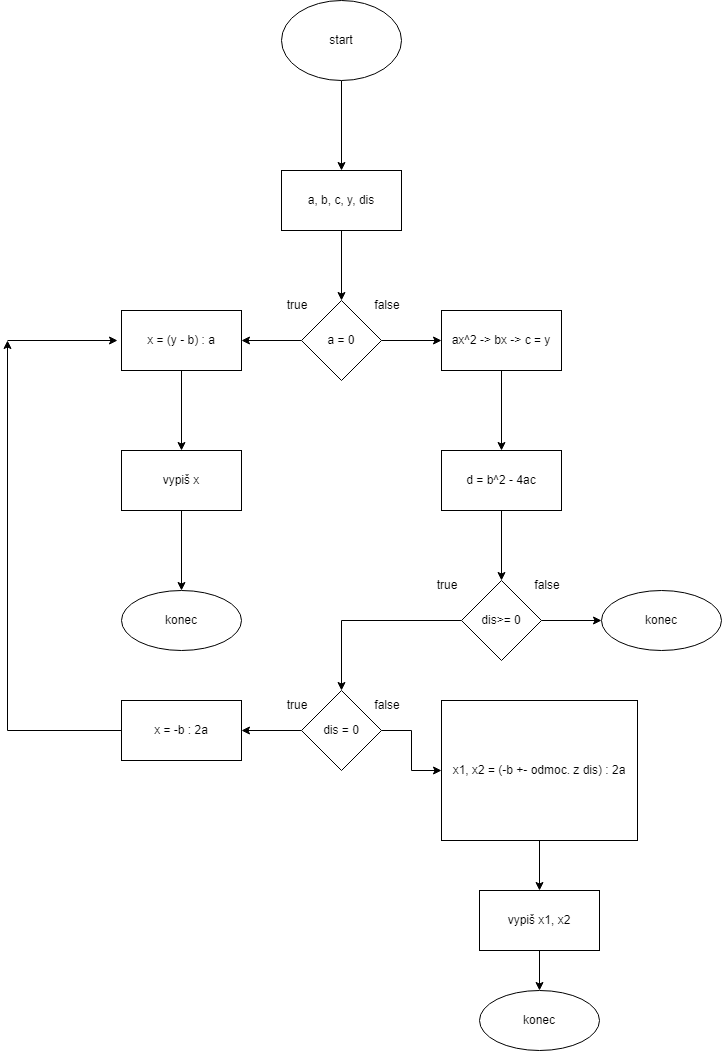 start
a, b, c, y, dis
true
false
x = (y - b) : a
a = 0
ax^2 -> bx -> c = y
vypiš x
d = b^2 - 4ac
true
false
konec
dis>= 0
konec
true
false
x = -b : 2a
dis = 0
x1, x2 = (-b +- odmoc. z dis) : 2a
vypiš x1, x2
konec